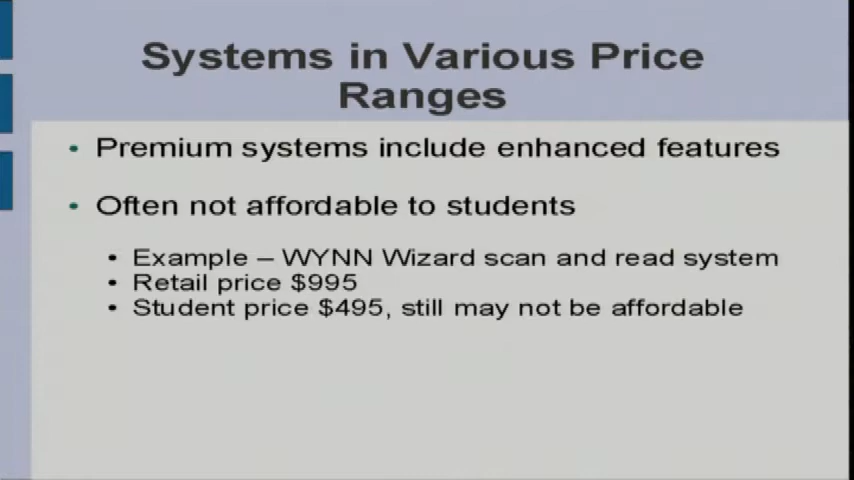 Systems in Various Price
Ranges
• Premium systems include enhanced features
• Often not affordable to students
• Example – WYNN Wizard scan and read system
• Retail price $995
• Student price $495, still may not be affordable